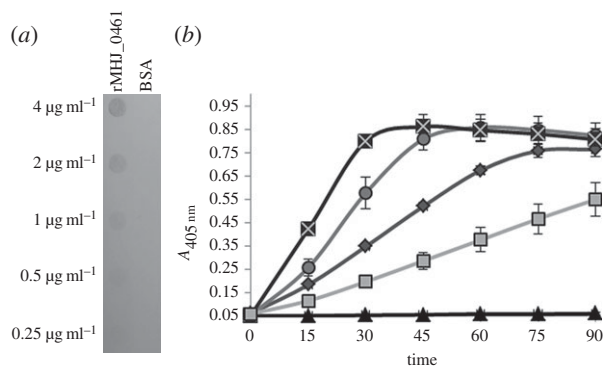 (a)
rMHJ_0461
BSA
4 µg ml⁻¹
2 µg ml⁻¹
1 µg ml⁻¹
0.5 µg ml⁻¹
0.25 µg ml⁻¹
(b)
A405 nm
0.95
0.85
0.75
0.65
0.55
0.45
0.35
0.25
0.15
0.05
0 15 30 45 60 75 90
time